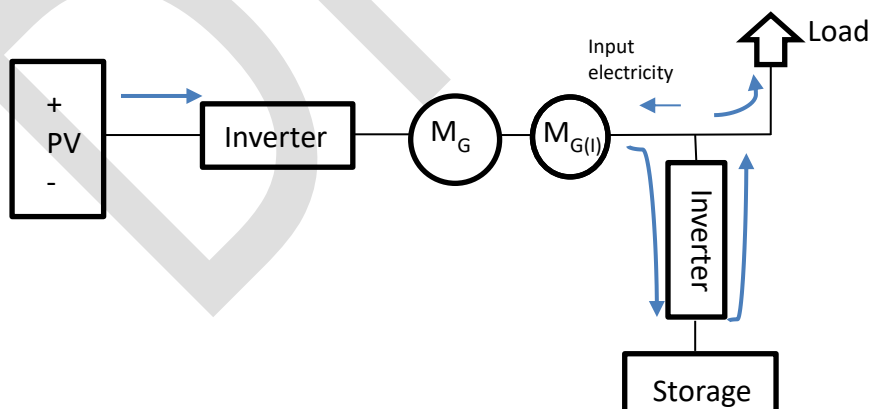 Load
Input
electricity
+
PV
-
Inverter
M_G
M_G(I)
Inverter
Storage